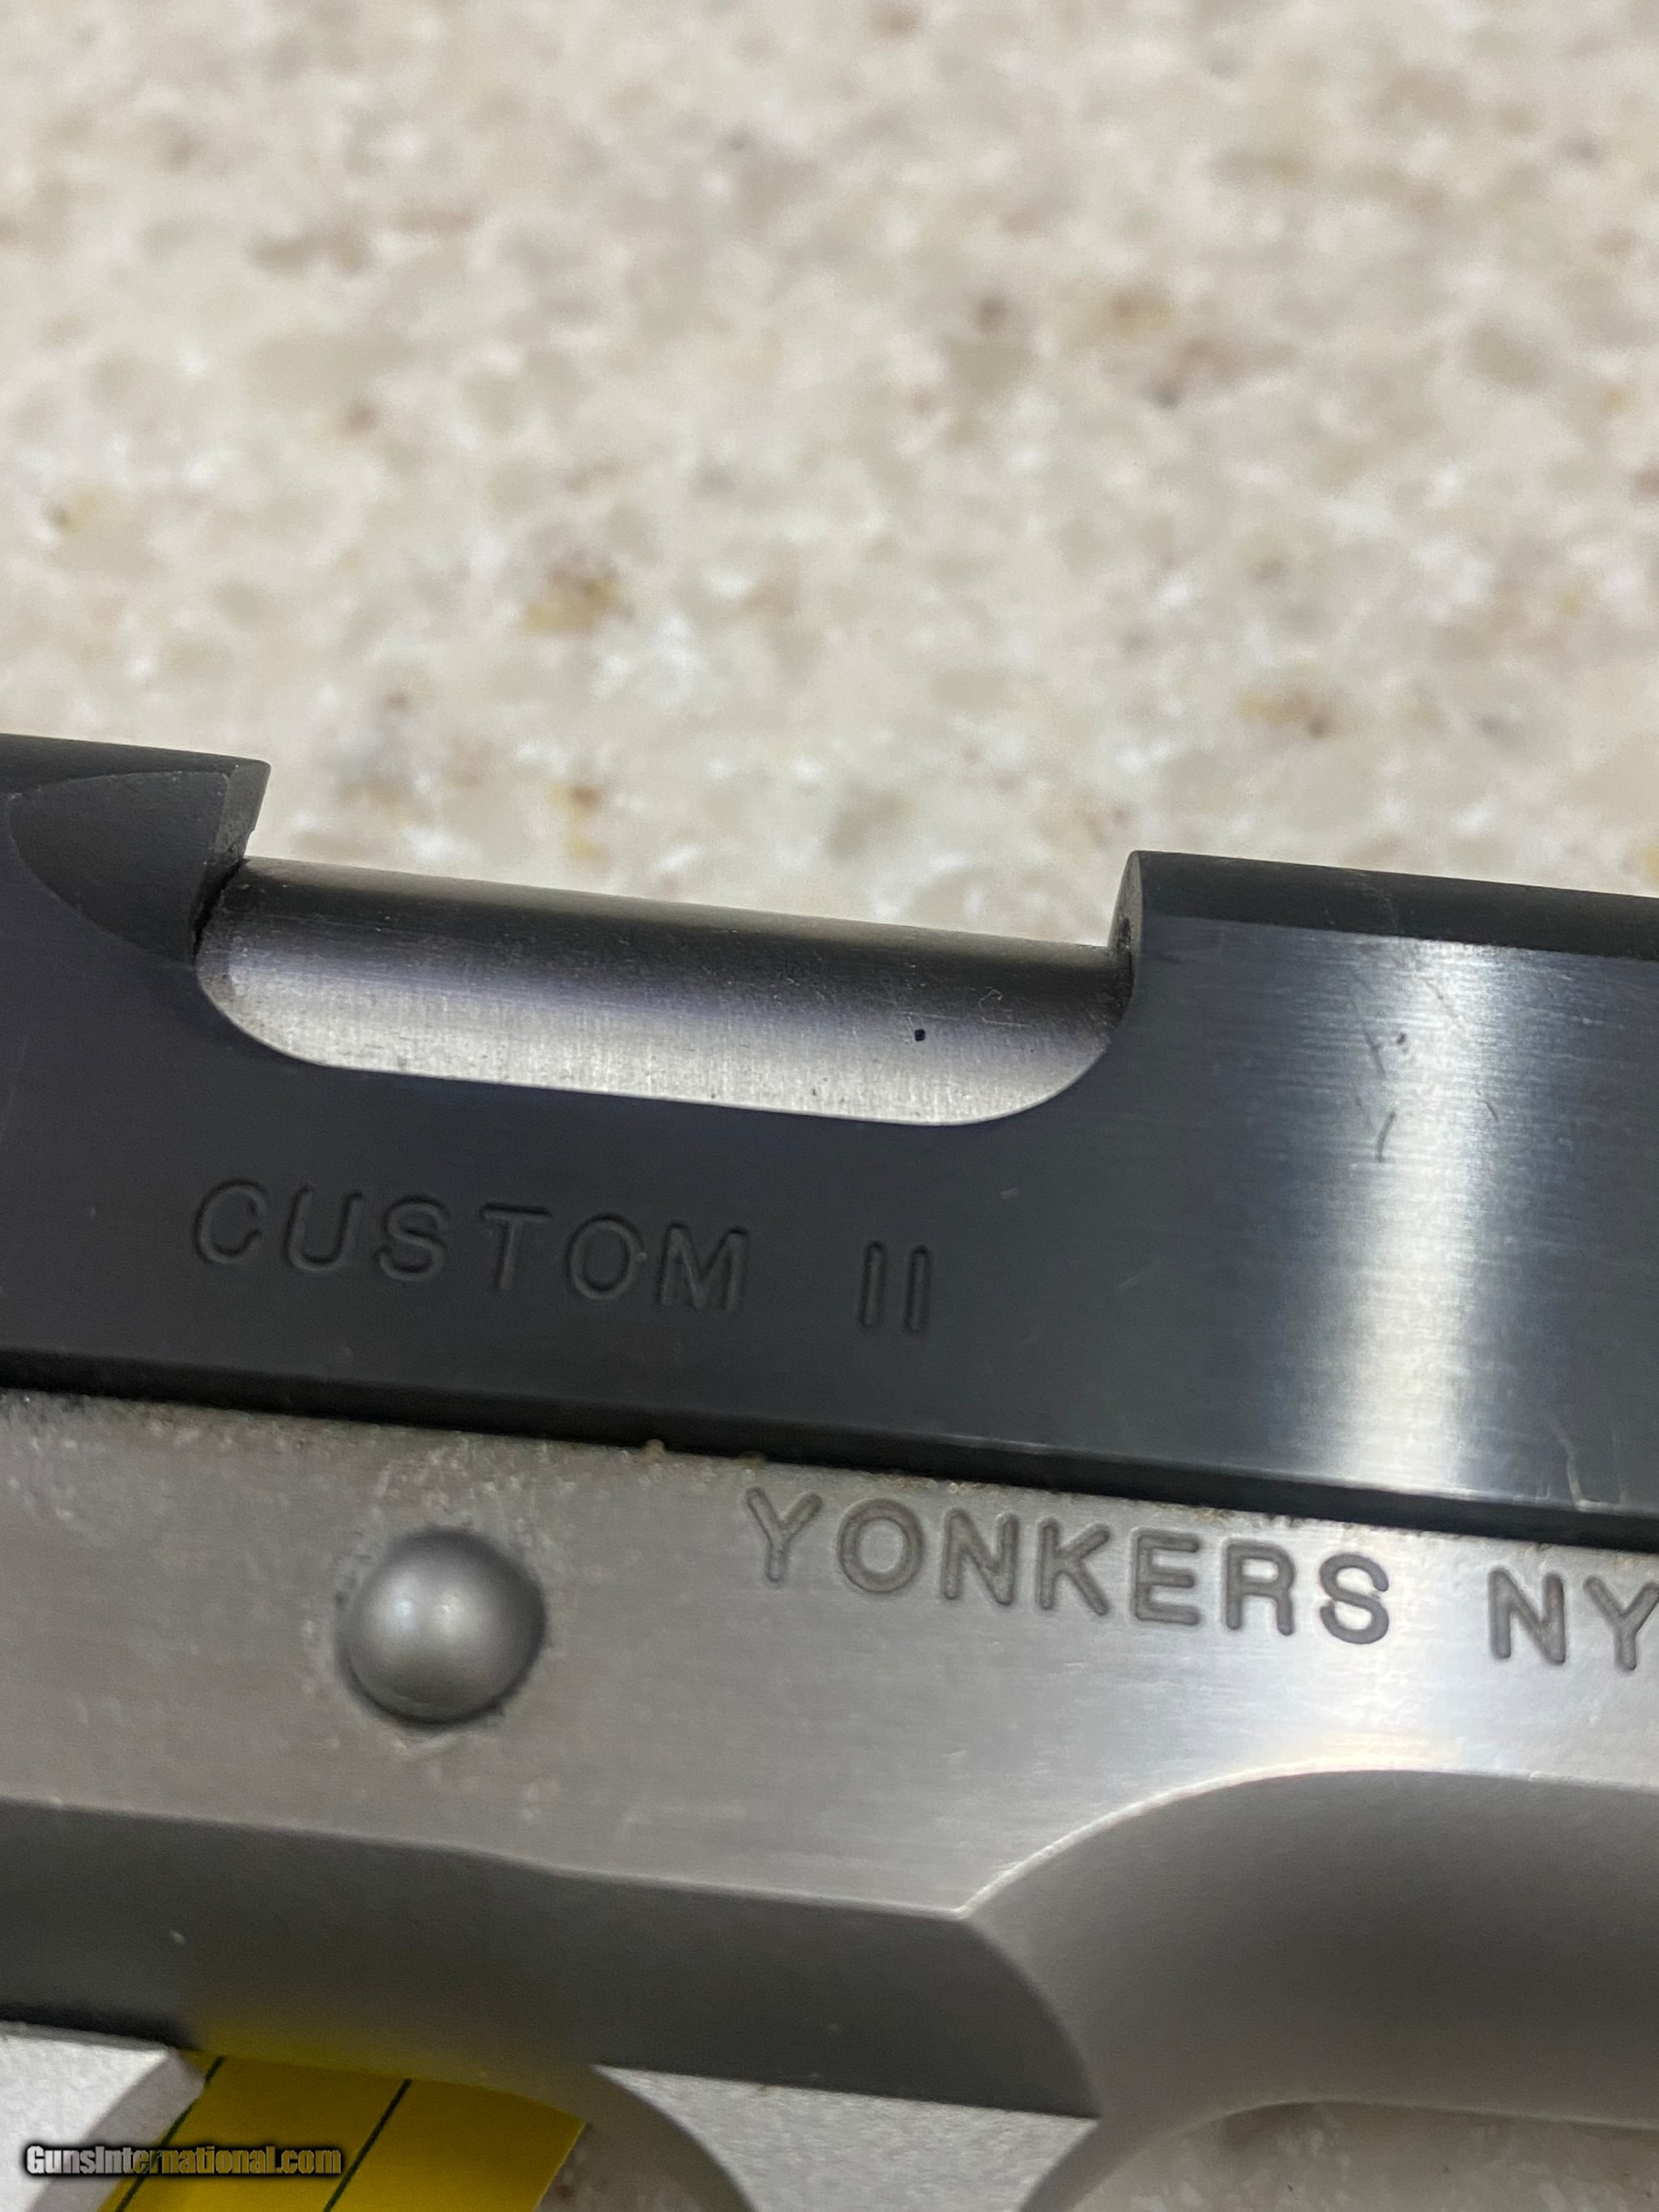 CUSTOM II
YONKERS NY
GunsInternational.com